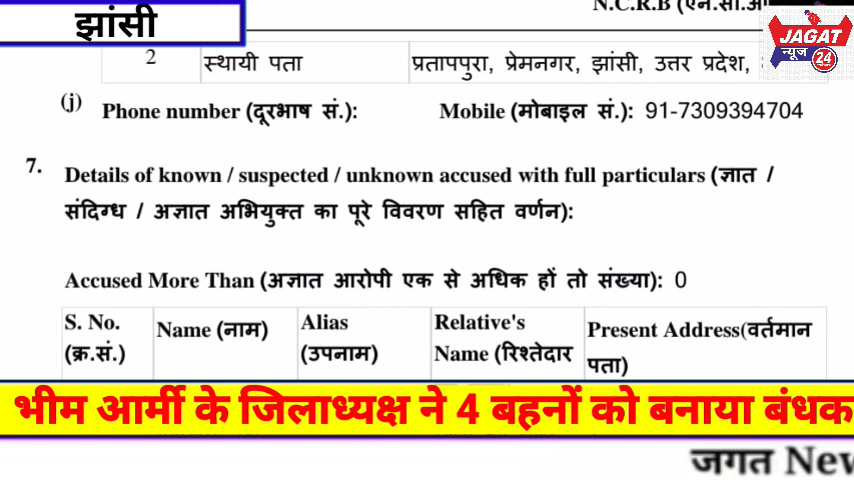 झांसी
N.C.R.B (एन.सी.आ
JAGAT
न्यूज 24
2 स्थायी पता प्रतापपुरा, प्रेमनगर, झांसी, उत्तर प्रदेश,
(j) Phone number (दूरभाष सं.): Mobile (मोबाइल सं.): 91-7309394704
7. Details of known / suspected / unknown accused with full particulars (ज्ञात /
संदिग्ध / अज्ञात अभियुक्त का पूरे विवरण सहित वर्णन):
Accused More Than (अज्ञात आरोपी एक से अधिक हों तो संख्या): 0
S. No. Name (नाम) Alias Relative's Present Address(वर्तमान
(क्र.सं.) (उपनाम) Name (रिश्तेदार पता)
भीम आर्मी के जिलाध्यक्ष ने 4 बहनों को बनाया बंधक
जगत New